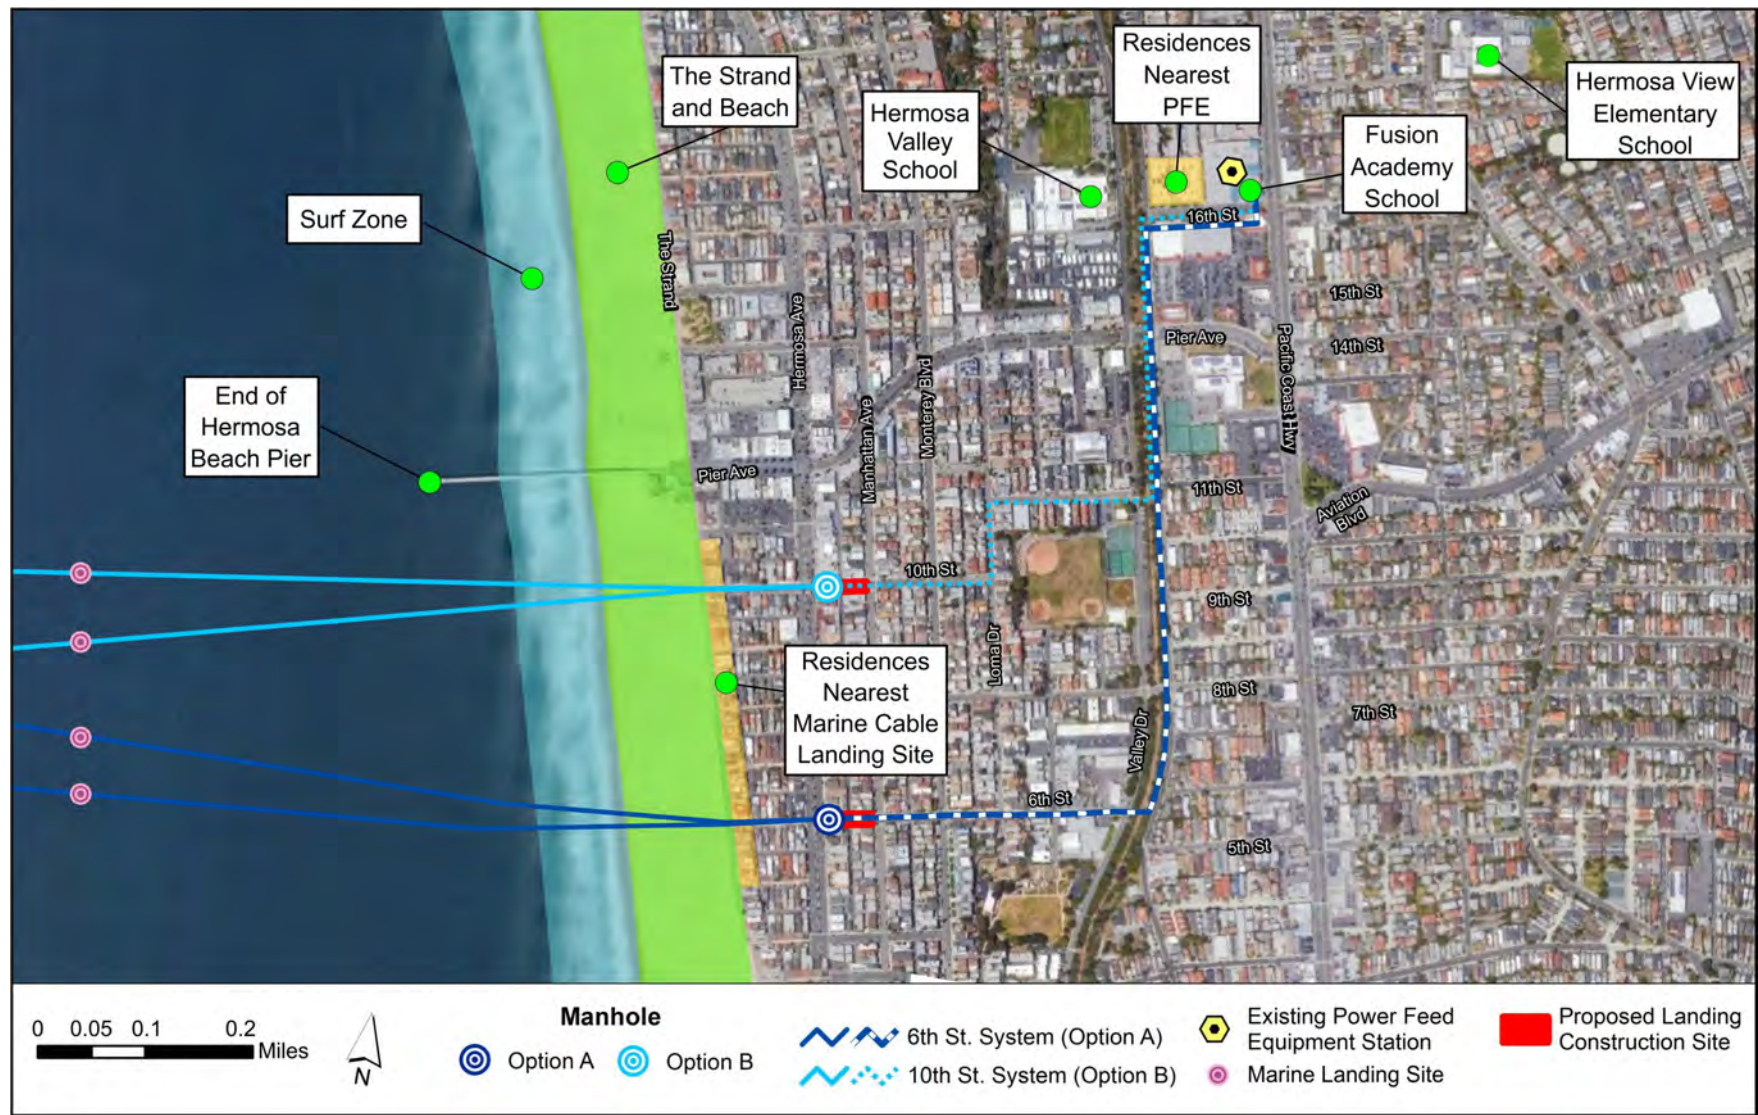 Residences
Nearest
PFE
The Strand
and Beach
Hermosa View
Elementary
School
Hermosa
Valley
School
Fusion
Academy
School
Surf Zone
16th St
The Strand
15th St
Hermosa Ave
Pier Ave
14th St
Pacific Coast Hwy
Monterey Blvd
End of
Hermosa
Beach Pier
Manhattan Ave
Pier Ave
11th St
Aviation
Blvd
10th St
9th St
Loma Dr
Residences
Nearest
Marine Cable
Landing Site
8th St
7th St
Valley Dr
6th St
5th St
0 0.05 0.1 0.2
Miles
N
Manhole
Option A
Option B
6th St. System (Option A)
10th St. System (Option B)
Existing Power Feed
Equipment Station
Marine Landing Site
Proposed Landing
Construction Site